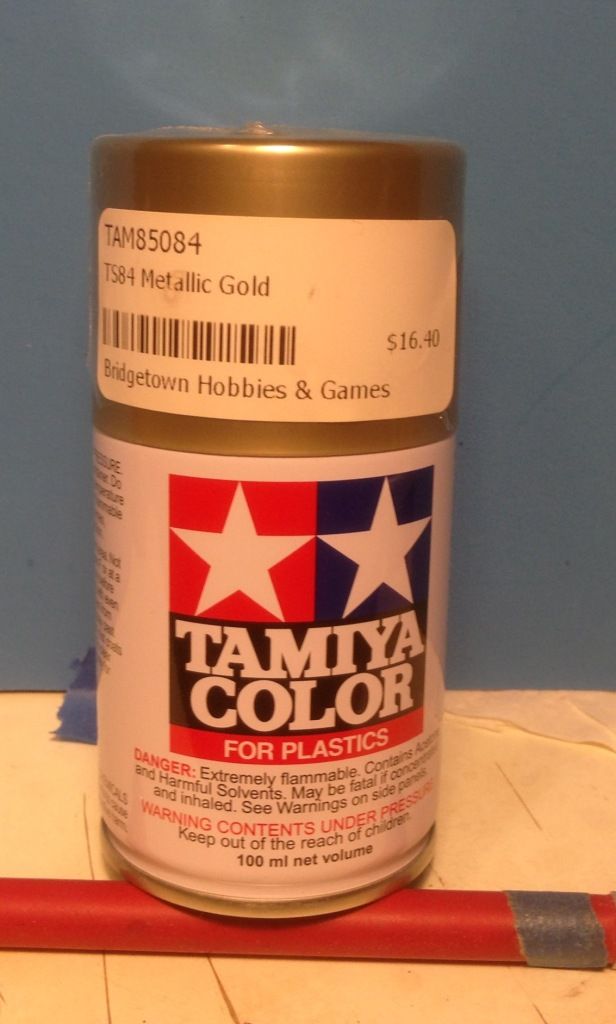 TAM85084
TS84 Metallic Gold
$16.40
Bridgetown Hobbies & Games
TAMIYA
COLOR
FOR PLASTICS
DANGER: Extremely flammable. Contains
and Harmful Solvents. May be fatal if
and inhaled. See Warnings on side panels.
WARNING CONTENTS UNDER PRESSURE
Keep out of the reach of children.
100 ml net volume